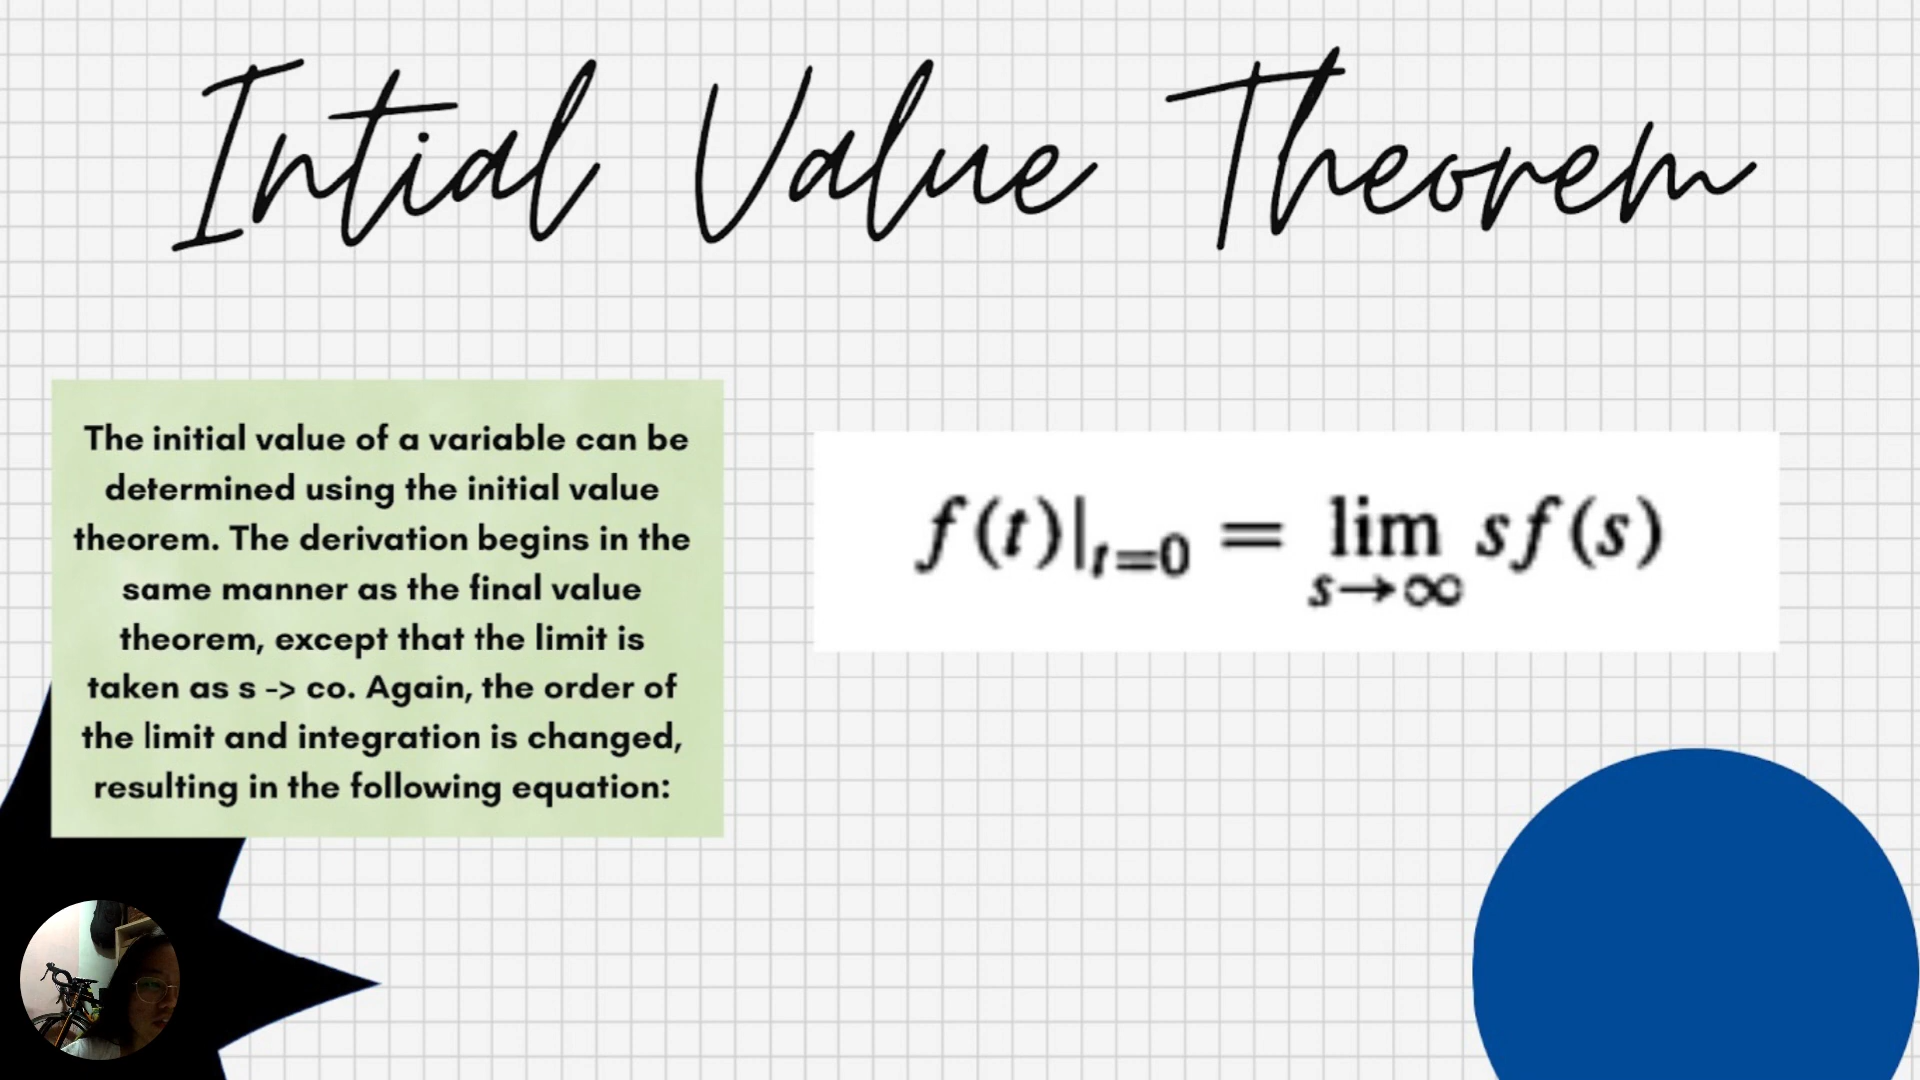 Intial Value Theorem
The initial value of a variable can be
determined using the initial value
theorem. The derivation begins in the
same manner as the final value
theorem, except that the limit is
taken as s -> co. Again, the order of
the limit and integration is changed,
resulting in the following equation:
f(t)|ₜ₌₀ = lim sf(s)
s→∞